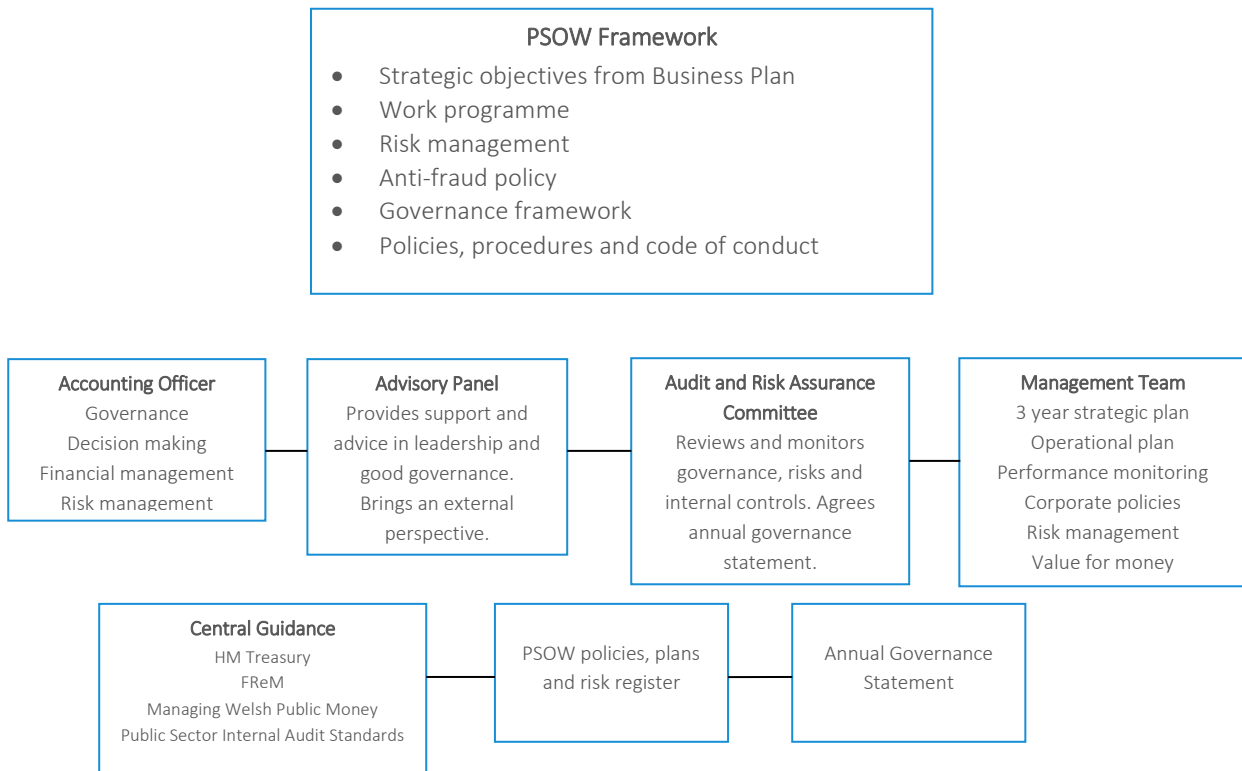 PSOW Framework
• Strategic objectives from Business Plan
• Work programme
• Risk management
• Anti-fraud policy
• Governance framework
• Policies, procedures and code of conduct
Accounting Officer
Governance
Decision making
Financial management
Risk management
Advisory Panel
Provides support and
advice in leadership and
good governance.
Brings an external
perspective.
Audit and Risk Assurance
Committee
Reviews and monitors
governance, risks and
internal controls. Agrees
annual governance
statement.
Management Team
3 year strategic plan
Operational plan
Performance monitoring
Corporate policies
Risk management
Value for money
Central Guidance
HM Treasury
FReM
Managing Welsh Public Money
Public Sector Internal Audit Standards
PSOW policies, plans
and risk register
Annual Governance
Statement